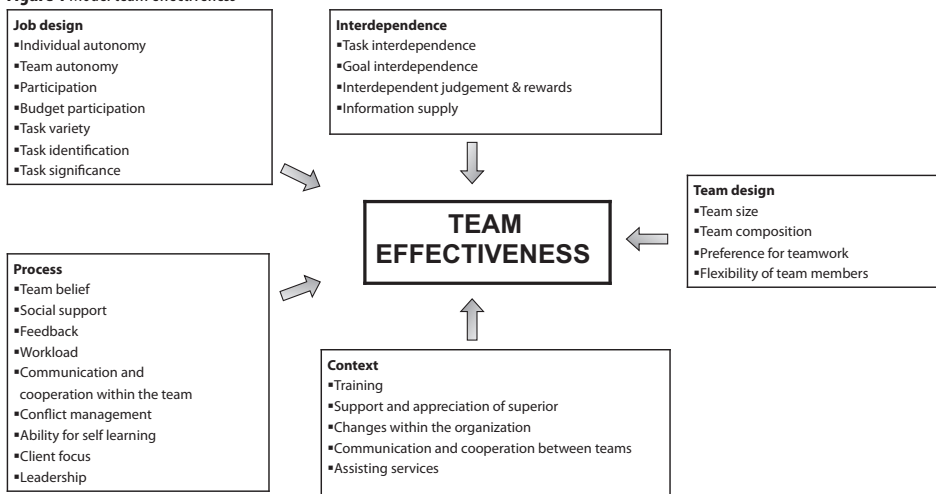 Job design
▪Individual autonomy
▪Team autonomy
▪Participation
▪Budget participation
▪Task variety
▪Task identification
▪Task significance
Interdependence
▪Task interdependence
▪Goal interdependence
▪Interdependent judgement & rewards
▪Information supply
TEAM
EFFECTIVENESS
Team design
▪Team size
▪Team composition
▪Preference for teamwork
▪Flexibility of team members
Process
▪Team belief
▪Social support
▪Feedback
▪Workload
▪Communication and
cooperation within the team
▪Conflict management
▪Ability for self learning
▪Client focus
▪Leadership
Context
▪Training
▪Support and appreciation of superior
▪Changes within the organization
▪Communication and cooperation between teams
▪Assisting services